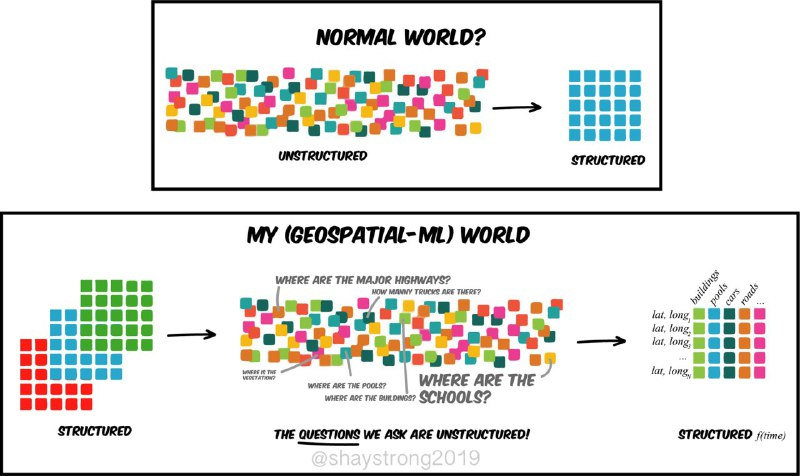 NORMAL WORLD?
UNSTRUCTURED
STRUCTURED
MY (GEOSPATIAL-ML) WORLD
WHERE ARE THE MAJOR HIGHWAYS?
HOW MANY TRUCKS ARE THERE?
WHERE IS THE
VEGETATION?
WHERE ARE THE POOLS?
WHERE ARE THE BUILDINGS?
WHERE ARE THE
SCHOOLS?
buildings
pools
cars
roads
...
lat, long1
lat, long2
lat, long3
...
lat, longN
STRUCTURED
THE QUESTIONS WE ASK ARE UNSTRUCTURED!
STRUCTURED f(time)
@shaystrong2019